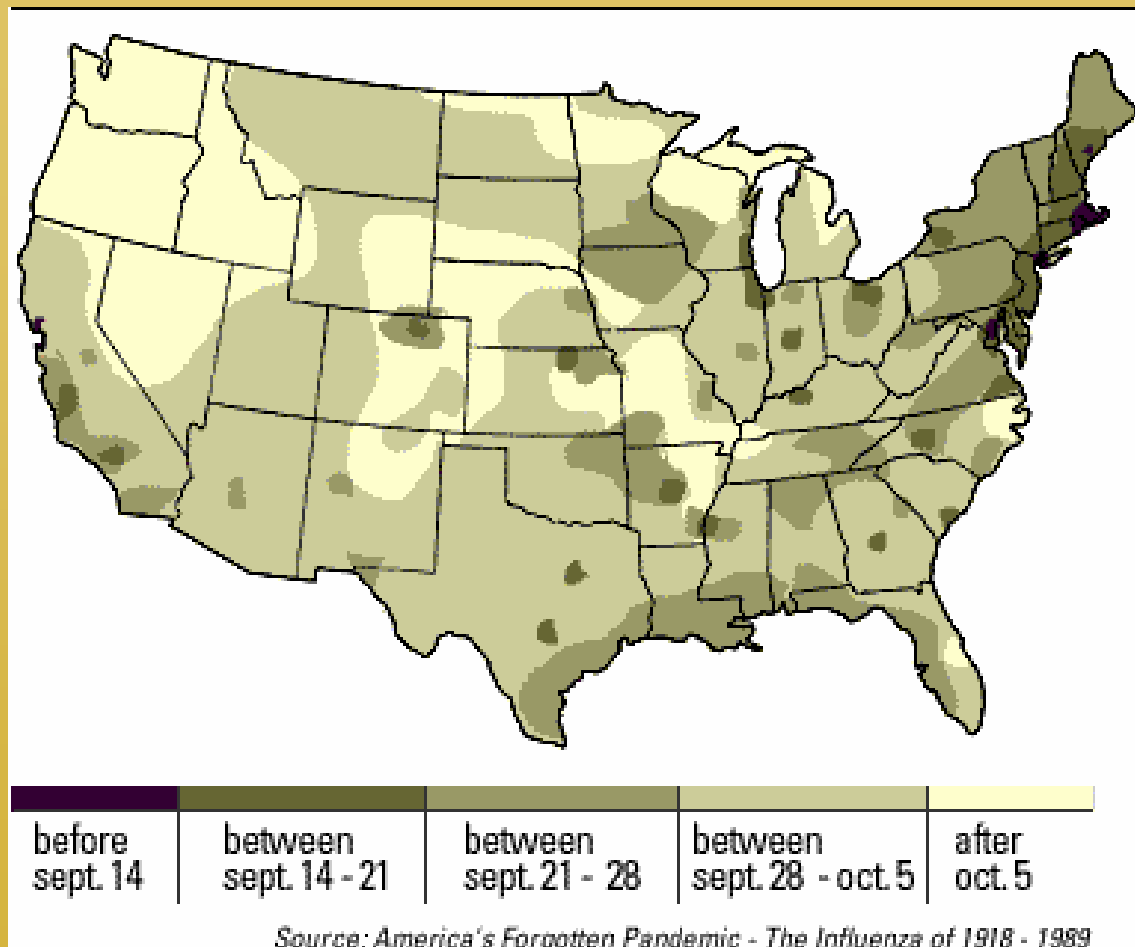 before
sept. 14
between
sept. 14 - 21
between
sept. 21 - 28
between
sept. 28 - oct. 5
after
oct. 5
Source: America's Forgotten Pandemic - The Influenza of 1918 - 1989